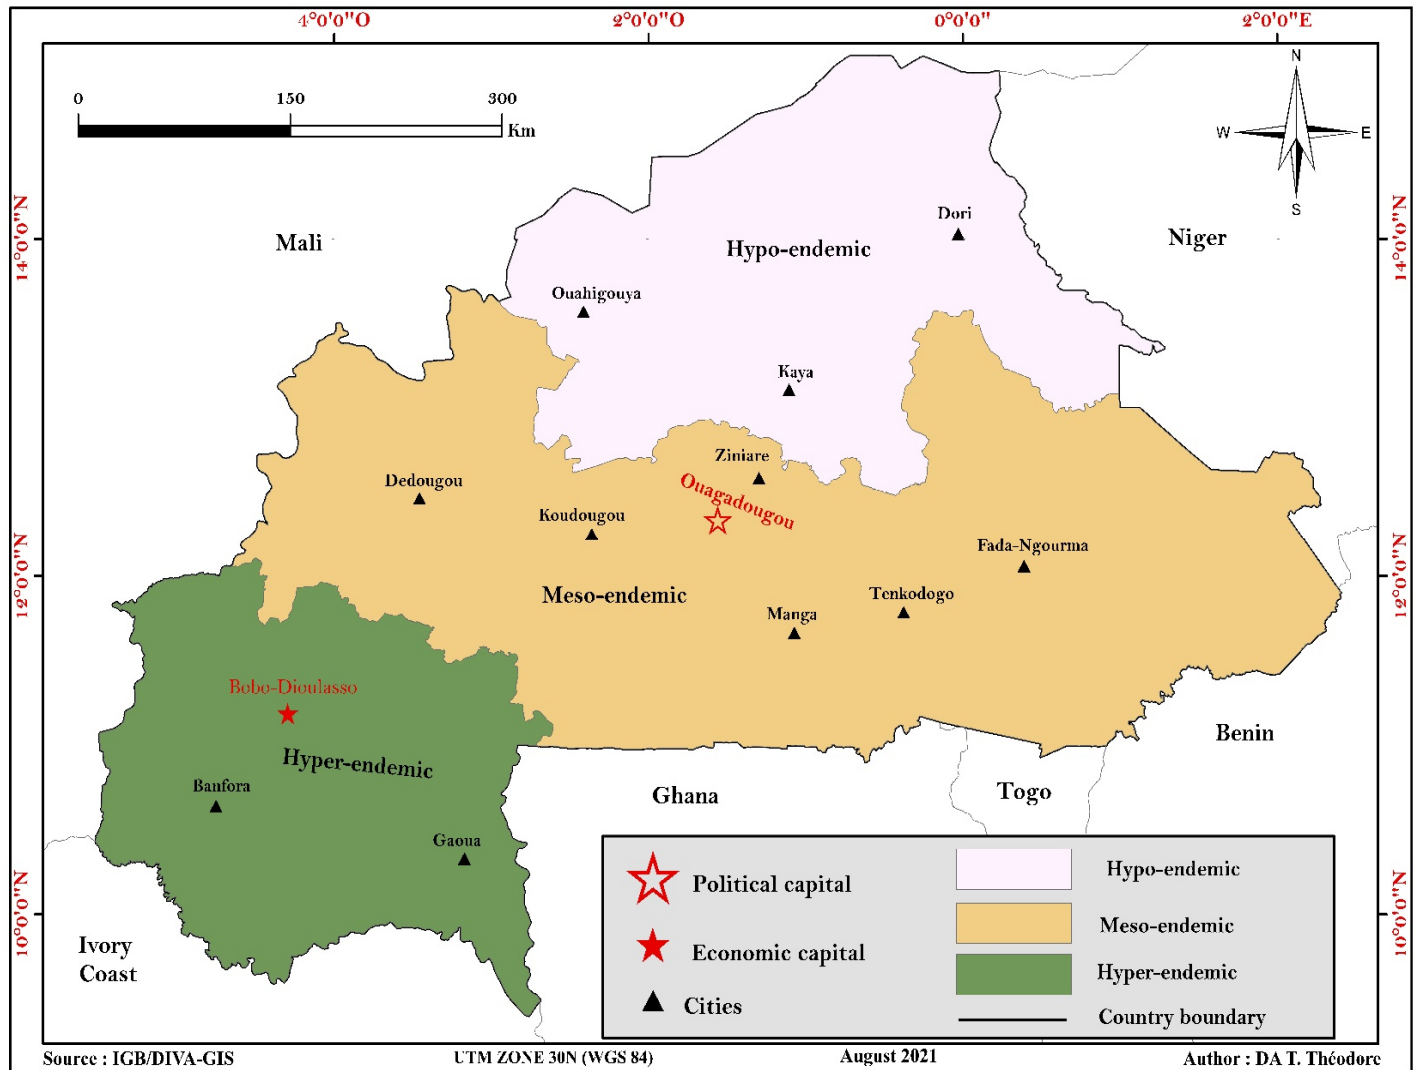 4°0'0"O 2°0'0"O 0°0'0" 2°0'0"E
0 150 300
Km
N
W E
S
14°0'0"N 14°0'0"N
Mali
Niger
Dori
Hypo-endemic
Ouahigouya
Kaya
Ziniare
Dedougou
Ouagadougou
Koudougou
Fada-Ngourma
12°0'0"N 12°0'0"N
Meso-endemic
Tenkodogo
Manga
Bobo-Dioulasso
Benin
Hyper-endemic
Banfora
Ghana
Togo
Gaoua
10°0'0"N 10°0'0"N
Ivory
Coast
Political capital
Economic capital
Cities
Hypo-endemic
Meso-endemic
Hyper-endemic
Country boundary
Source : IGB/DIVA-GIS UTM ZONE 30N (WGS 84) August 2021 Author : DA T. Théodore